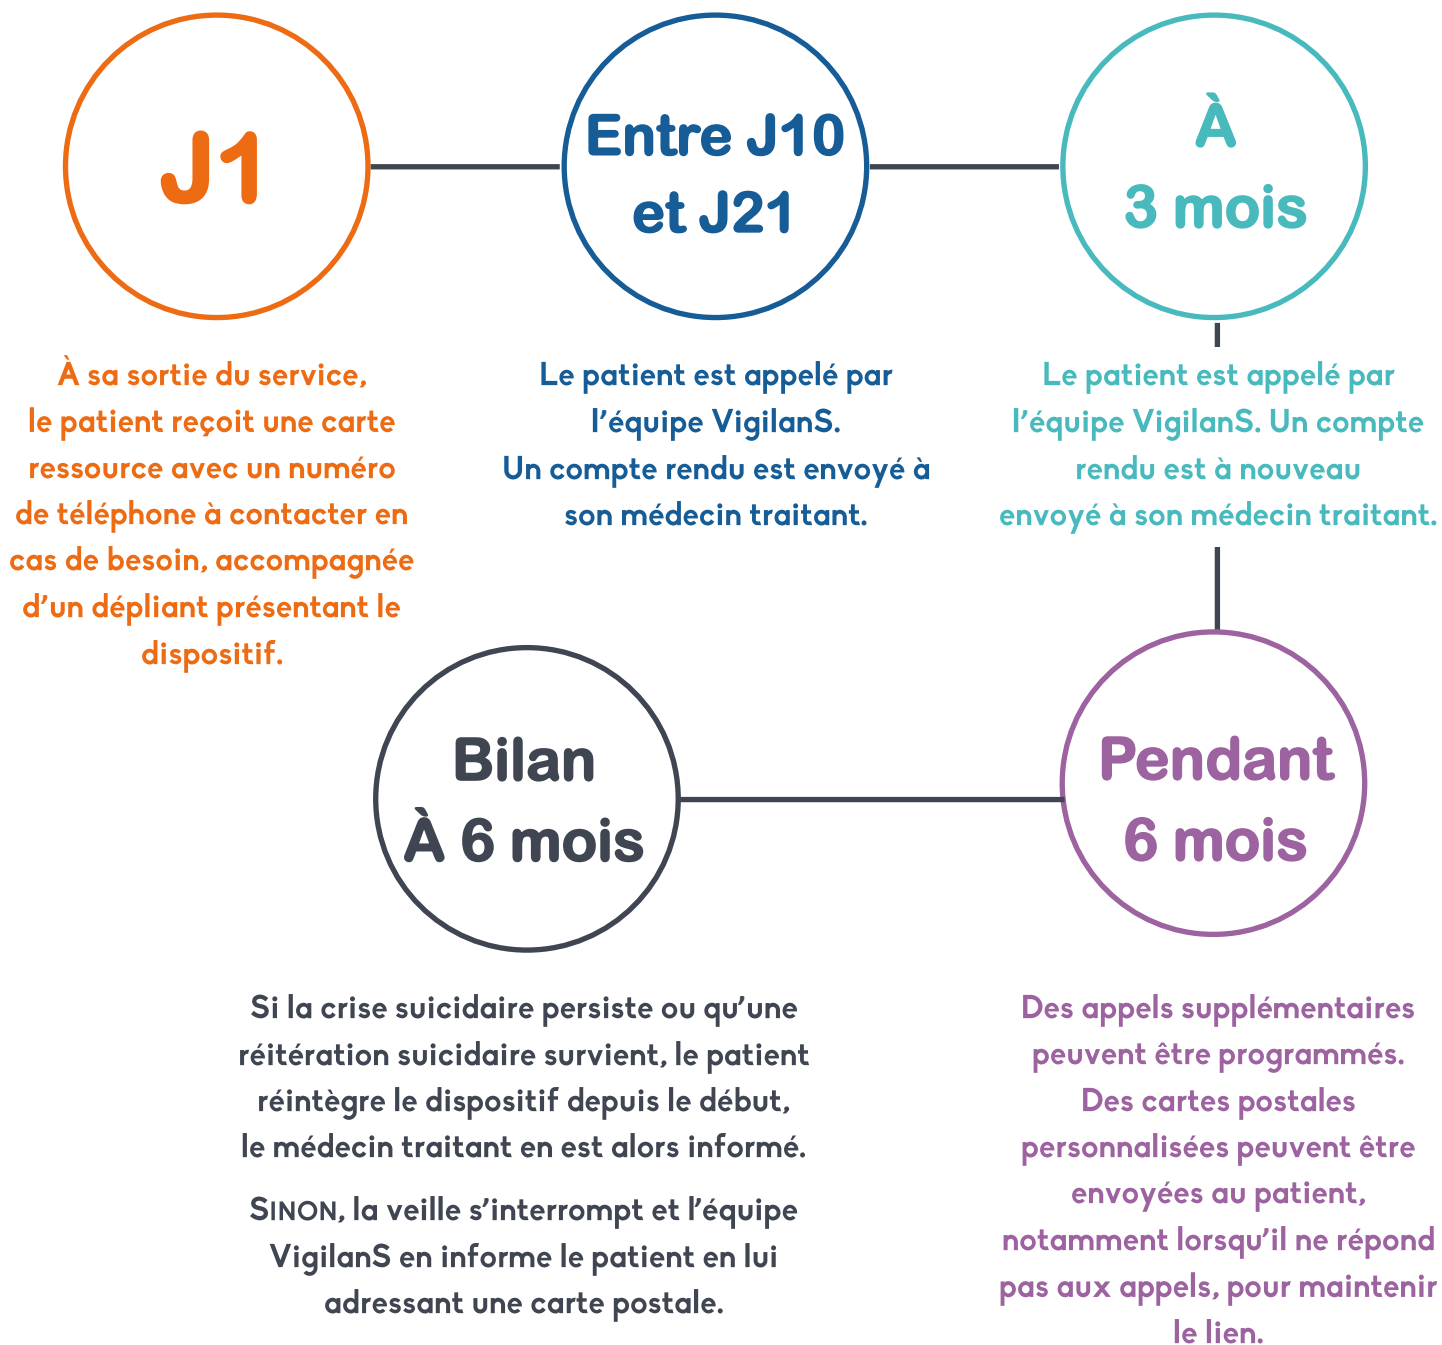 J1
À sa sortie du service,
le patient reçoit une carte
ressource avec un numéro
de téléphone à contacter en
cas de besoin, accompagnée
d’un dépliant présentant le
dispositif.
Entre J10
et J21
Le patient est appelé par
l’équipe VigilanS.
Un compte rendu est envoyé à
son médecin traitant.
À
3 mois
Le patient est appelé par
l’équipe VigilanS. Un compte
rendu est à nouveau
envoyé à son médecin traitant.
Pendant
6 mois
Des appels supplémentaires
peuvent être programmés.
Des cartes postales
personnalisées peuvent être
envoyées au patient,
notamment lorsqu’il ne répond
pas aux appels, pour maintenir
le lien.
Bilan
À 6 mois
Si la crise suicidaire persiste ou qu’une
réitération suicidaire survient, le patient
réintègre le dispositif depuis le début,
le médecin traitant en est alors informé.
SINON, la veille s’interrompt et l’équipe
VigilanS en informe le patient en lui
adressant une carte postale.